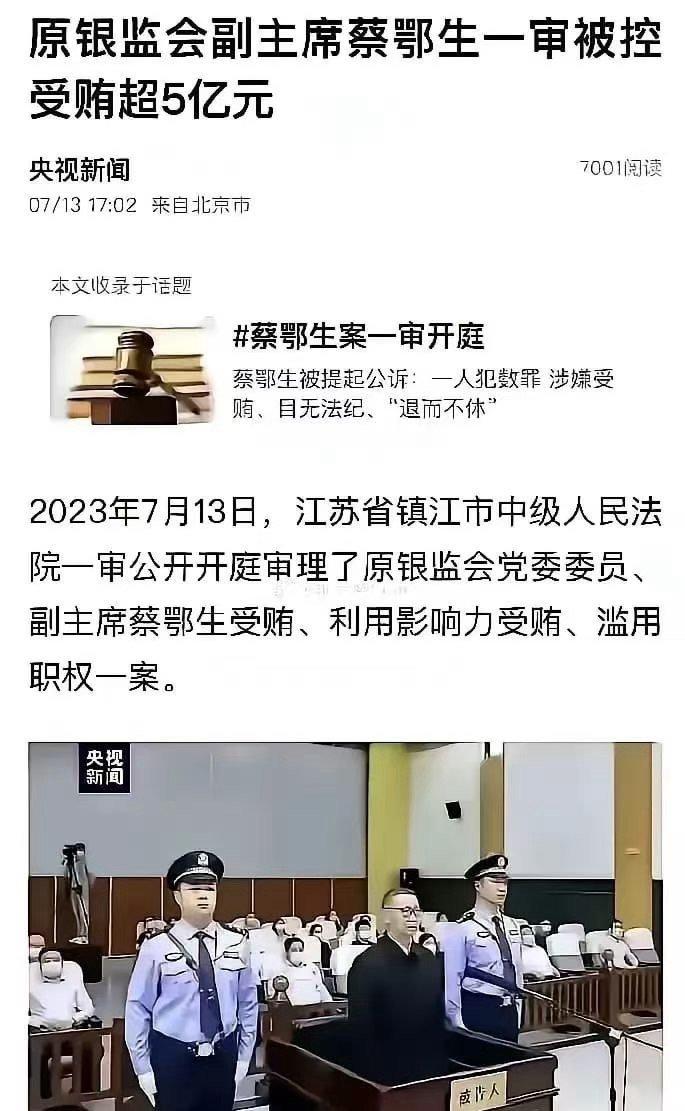 原银监会副主席蔡鄂生一审被控
受贿超5亿元
央视新闻
7001阅读
07/13 17:02 来自北京市
本文收录于话题
#蔡鄂生案一审开庭
蔡鄂生被提起公诉：一人犯数罪 涉嫌受
贿、目无法纪、“退而不休”
2023年7月13日，江苏省镇江市中级人民法
院一审公开开庭审理了原银监会党委委员、
副主席蔡鄂生受贿、利用影响力受贿、滥用
职权一案。
央视
新闻
被告人